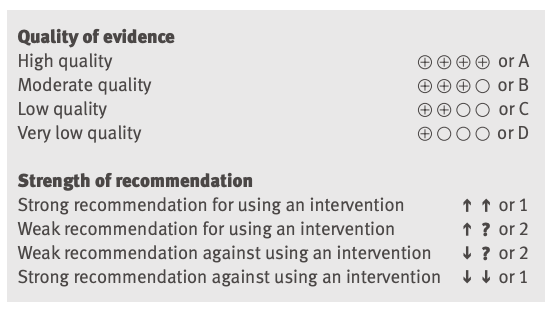 Quality of evidence
High quality ⊕⊕⊕⊕ or A
Moderate quality ⊕⊕⊕○ or B
Low quality ⊕⊕○○ or C
Very low quality ⊕○○○ or D
Strength of recommendation
Strong recommendation for using an intervention ↑↑ or 1
Weak recommendation for using an intervention ↑? or 2
Weak recommendation against using an intervention ↓? or 2
Strong recommendation against using an intervention ↓↓ or 1